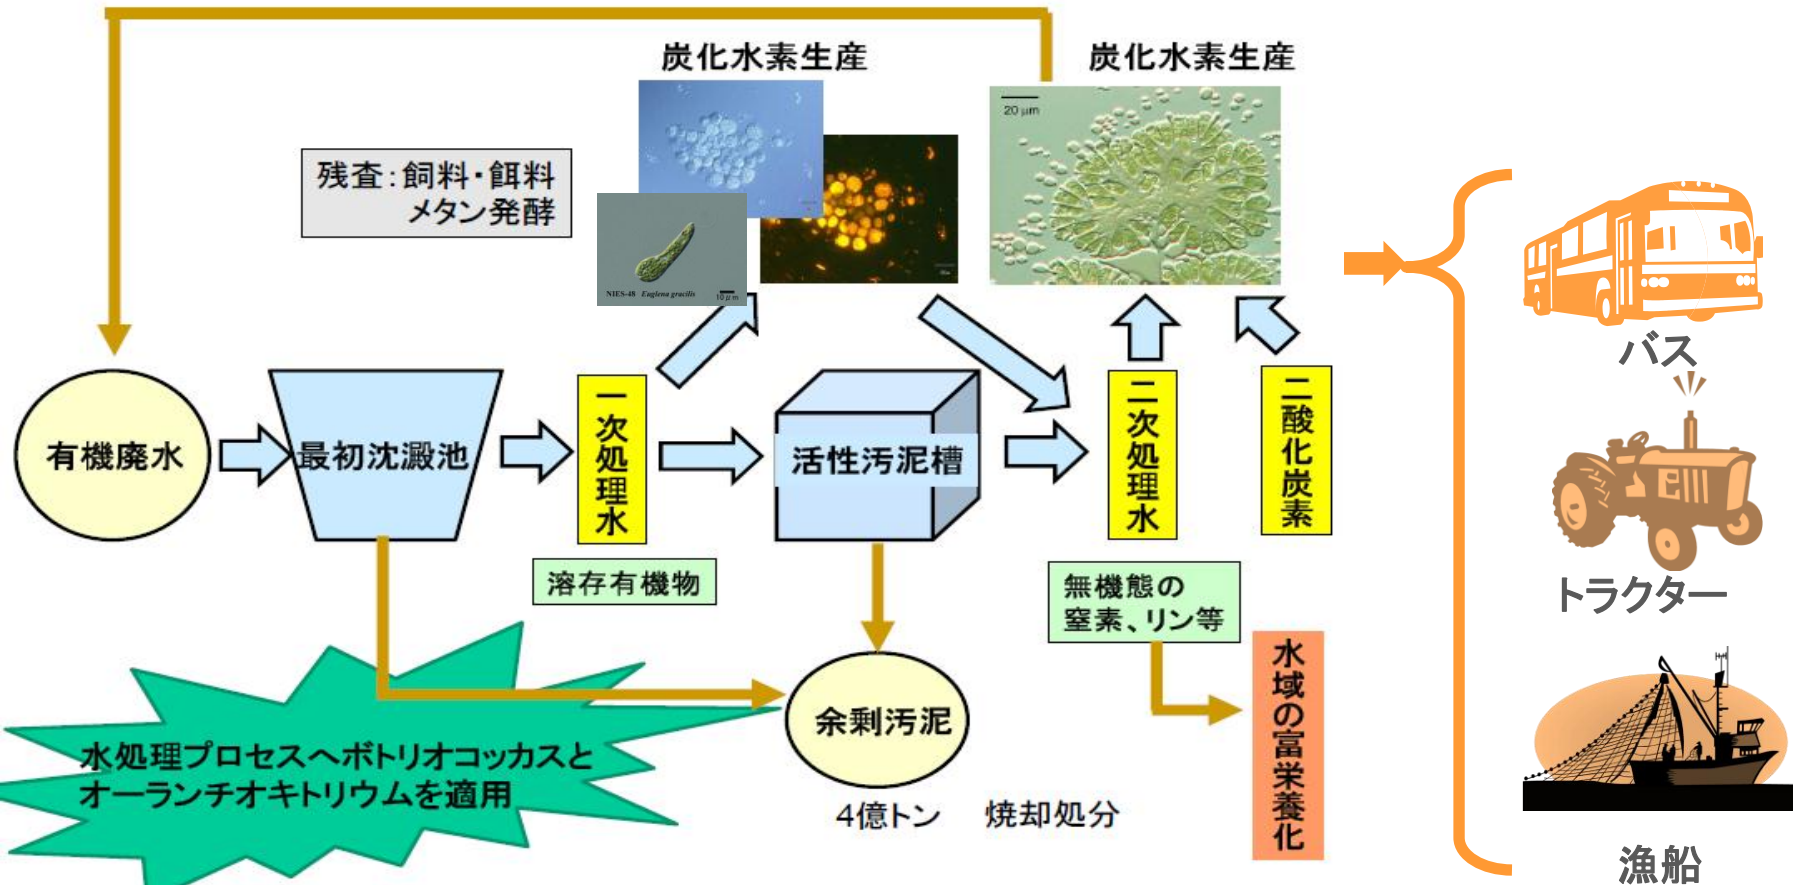 炭化水素生産
炭化水素生産
20 μm
残査：飼料・餌料
メタン発酵
NIES-48 Euglena gracilis
10 μm
有機廃水
最初沈澱池
一次処理水
活性汚泥槽
二次処理水
二酸化炭素
溶存有機物
無機態の
窒素、リン等
水域の富栄養化
余剰汚泥
水処理プロセスへボトリオコッカスと
オーランチオキトリウムを適用
4億トン 焼却処分
バス
トラクター
漁船